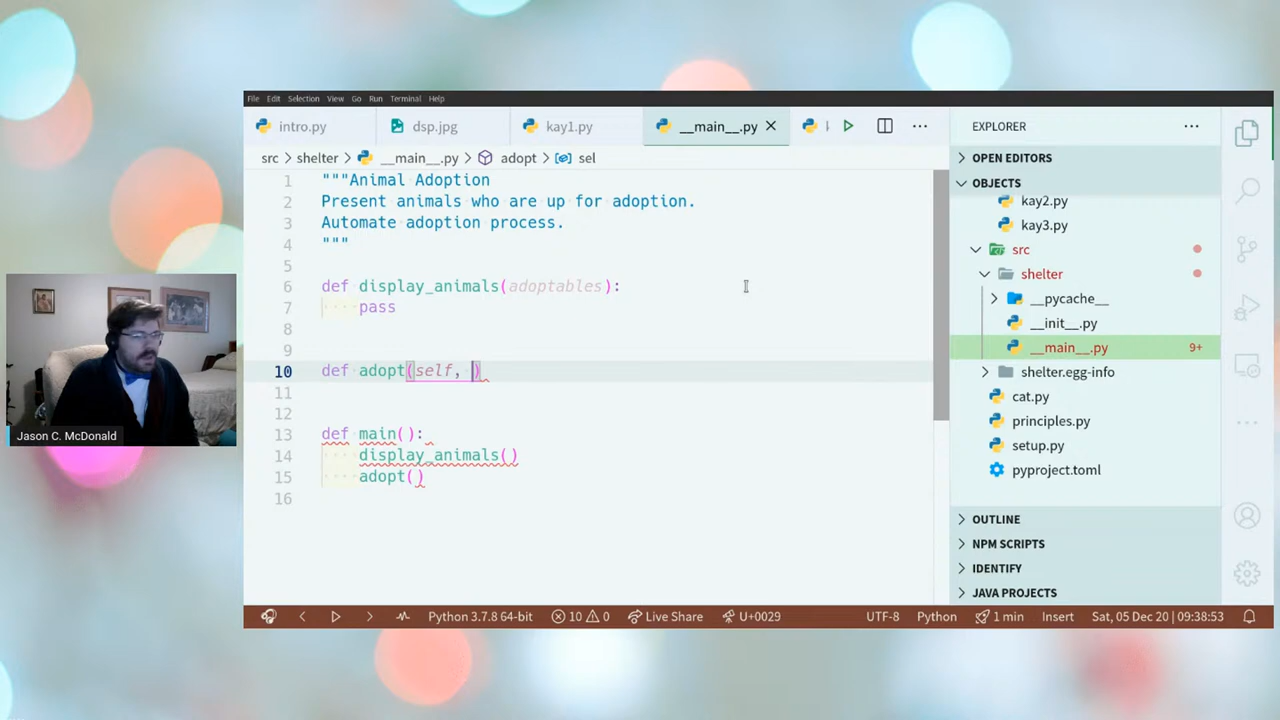 File Edit Selection View Go Run Terminal Help
intro.py dsp.jpg kay1.py __main__.py
EXPLORER
src shelter __main__.py adopt sel
OPEN EDITORS
OBJECTS
kay2.py
kay3.py
src
shelter
__pycache__
__init__.py
__main__.py 9+
shelter.egg-info
cat.py
principles.py
setup.py
pyproject.toml
OUTLINE
NPM SCRIPTS
IDENTIFY
JAVA PROJECTS
1 """Animal Adoption
2 Present animals who are up for adoption.
3 Automate adoption process.
4 """
5
6 def display_animals(adoptables):
7 pass
8
9
10 def adopt(self, )
11
12
13 def main():
14 display_animals()
15 adopt()
16
Jason C. McDonald
Python 3.7.8 64-bit 10 0 Live Share U+0029 UTF-8 Python 1 min Insert Sat, 05 Dec 20 09:38:53